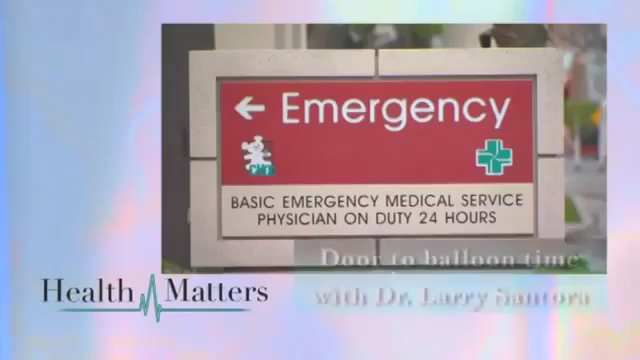 Emergency
BASIC EMERGENCY MEDICAL SERVICE
PHYSICIAN ON DUTY 24 HOURS
Door to balloon time
Health Matters
with Dr. Larry Santora